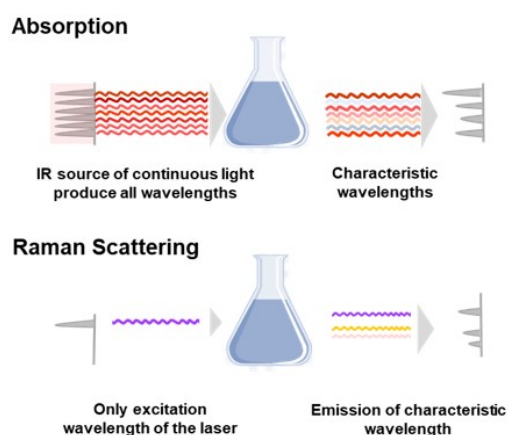 Absorption
IR source of continuous light
produce all wavelengths
Characteristic
wavelengths
Raman Scattering
Only excitation
wavelength of the laser
Emission of characteristic
wavelength